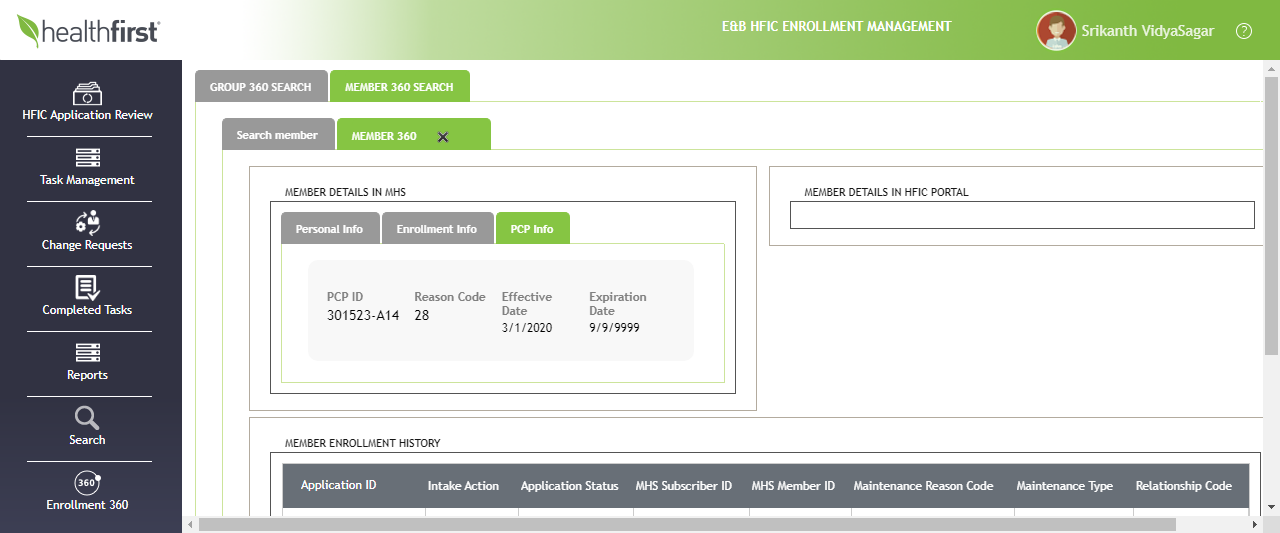 healthfirst
E&B HFIC ENROLLMENT MANAGEMENT
Srikanth VidyaSagar
?
HFIC Application Review
Task Management
Change Requests
Completed Tasks
Reports
Search
360
Enrollment 360
GROUP 360 SEARCH
MEMBER 360 SEARCH
Search member
MEMBER 360
MEMBER DETAILS IN MHS
Personal Info
Enrollment Info
PCP Info
PCP ID
301523-A14
Reason Code
28
Effective
Date
3/1/2020
Expiration
Date
9/9/9999
MEMBER DETAILS IN HFIC PORTAL
MEMBER ENROLLMENT HISTORY
Application ID Intake Action Application Status MHS Subscriber ID MHS Member ID Maintenance Reason Code Maintenance Type Relationship Code